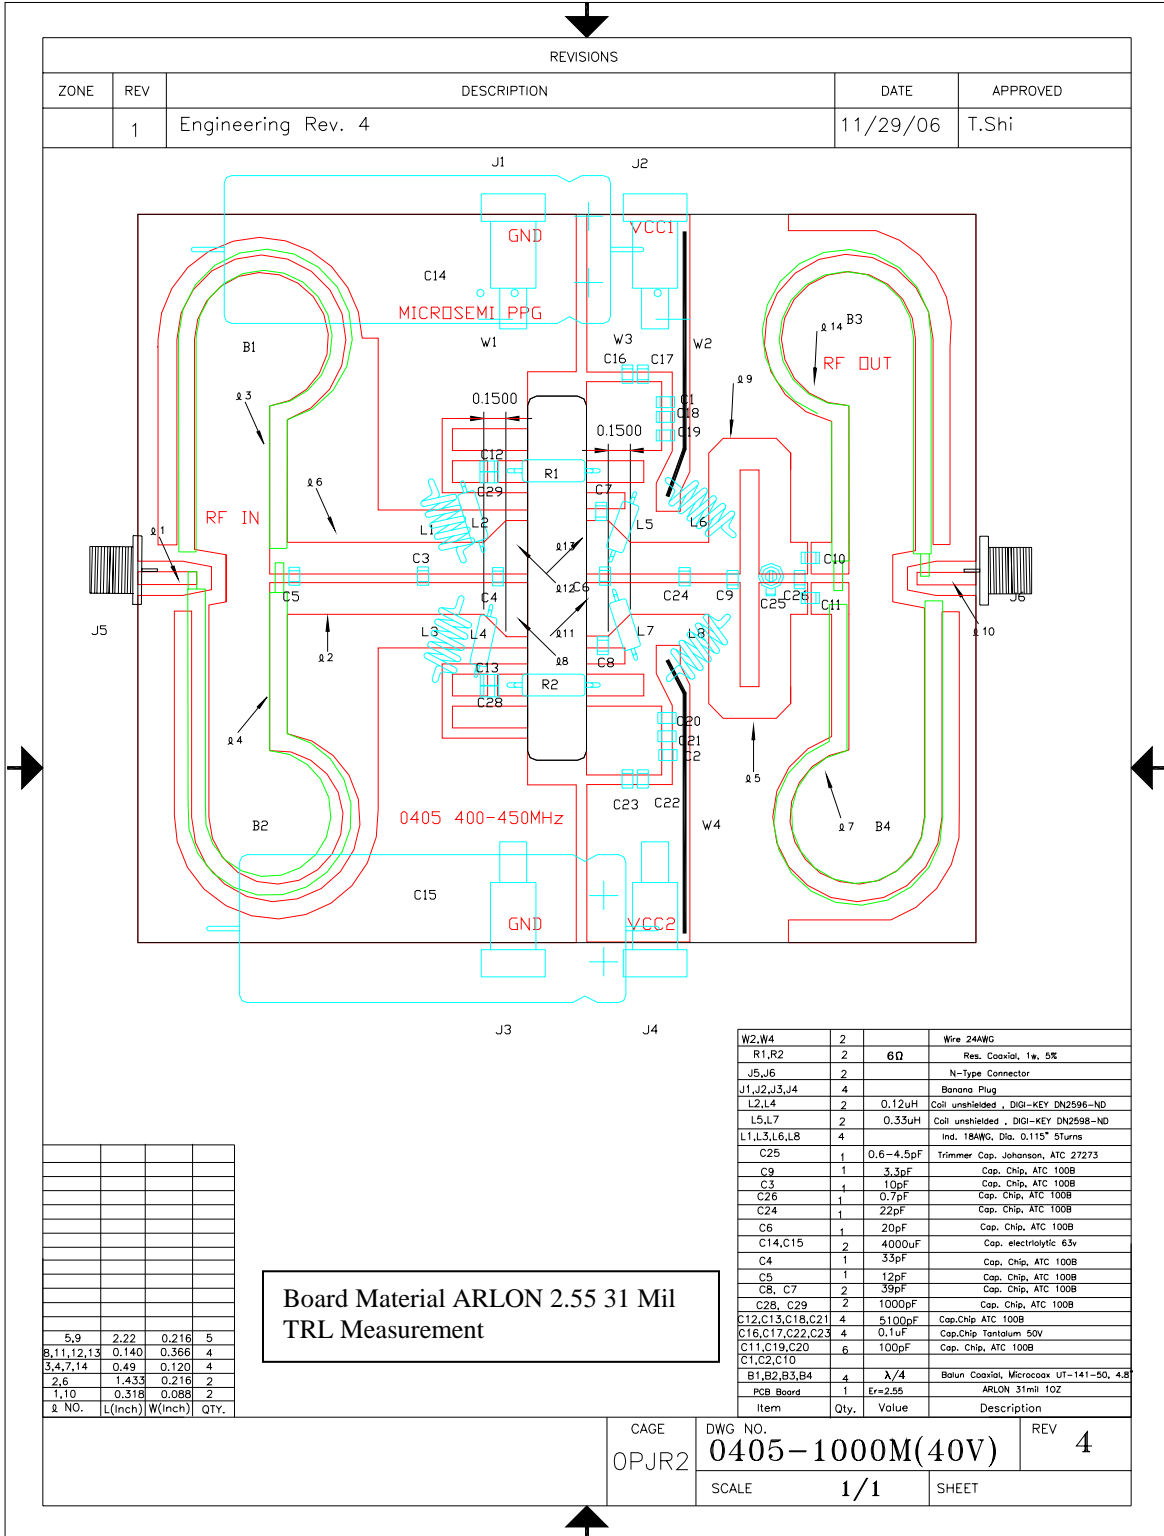 REVISIONS
ZONE REV DESCRIPTION DATE APPROVED
1 Engineering Rev. 4 11/29/06 T.Shi
J1 J2
GND VCC1
C14
MICROSEMI PPG
W1 W3 W2
B1 B3
ℓ14
RF OUT
C16 C17
ℓ9
ℓ3
0.1500
C1
C18
0.1500
C19
C12
R1
ℓ6
C29
C7
RF IN
L1 L2 L5 L6
ℓ1
ℓ13
C3 C10
C5 C4 ℓ12 C6 C24 C9 C25 C26
C11
J5 J6
L3 L4 ℓ11 L7 L8 ℓ10
ℓ2 ℓ8 C8
C13
R2
C28
C20
ℓ4 C21
C2
ℓ5
C23 C22
0405 400-450MHz
B2 W4 ℓ7 B4
C15
GND VCC2
J3 J4
W2,W4 2 Wire 24AWG
R1,R2 2 6Ω Res. Coaxial, 1w, 5%
J5,J6 2 N-Type Connector
J1,J2,J3,J4 4 Banana Plug
L2,L4 2 0.12uH Coil unshielded , DIGI-KEY DN2596-ND
L5,L7 2 0.33uH Coil unshielded , DIGI-KEY DN2598-ND
L1,L3,L6,L8 4 Ind. 18AWG, Dia. 0.115" 5Turns
C25 1 0.6-4.5pF Trimmer Cap. Johanson, ATC 27273
C9 1 3.3pF Cap. Chip, ATC 100B
C3 1 10pF Cap. Chip, ATC 100B
C26 1 0.7pF Cap. Chip, ATC 100B
C24 1 22pF Cap. Chip, ATC 100B
C6 1 20pF Cap. Chip, ATC 100B
C14,C15 2 4000uF Cap. electrlolytic 63v
C4 1 33pF Cap. Chip, ATC 100B
C5 1 12pF Cap. Chip, ATC 100B
C8, C7 2 39pF Cap. Chip, ATC 100B
C28, C29 2 1000pF Cap. Chip, ATC 100B
C12,C13,C18,C21 4 5100pF Cap.Chip ATC 100B
C16,C17,C22,C23 4 0.1uF Cap.Chip Tantalum 50V
C11,C19,C20 6 100pF Cap. Chip, ATC 100B
C1,C2,C10
B1,B2,B3,B4 4 λ/4 Balun Coaxial, Microcoax UT-141-50, 4.8"
PCB Board 1 Er=2.55 ARLON 31mil 1OZ
Item Qty. Value Description
5,9 2.22 0.216 5
8,11,12,13 0.140 0.366 4
3,4,7,14 0.49 0.120 4
2,6 1.433 0.216 2
1,10 0.318 0.088 2
ℓ NO. L(Inch) W(Inch) QTY.
Board Material ARLON 2.55 31 Mil
TRL Measurement
CAGE DWG NO. REV
OPJR2 0405-1000M(40V) 4
SCALE 1/1 SHEET